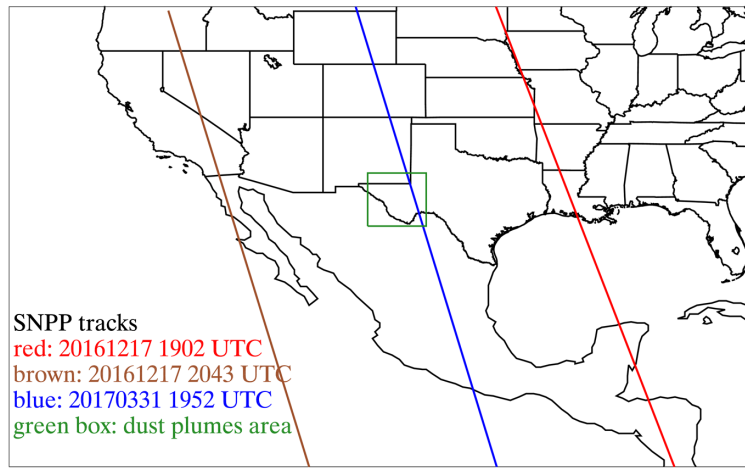 SNPP tracks
red: 20161217 1902 UTC
brown: 20161217 2043 UTC
blue: 20170331 1952 UTC
green box: dust plumes area